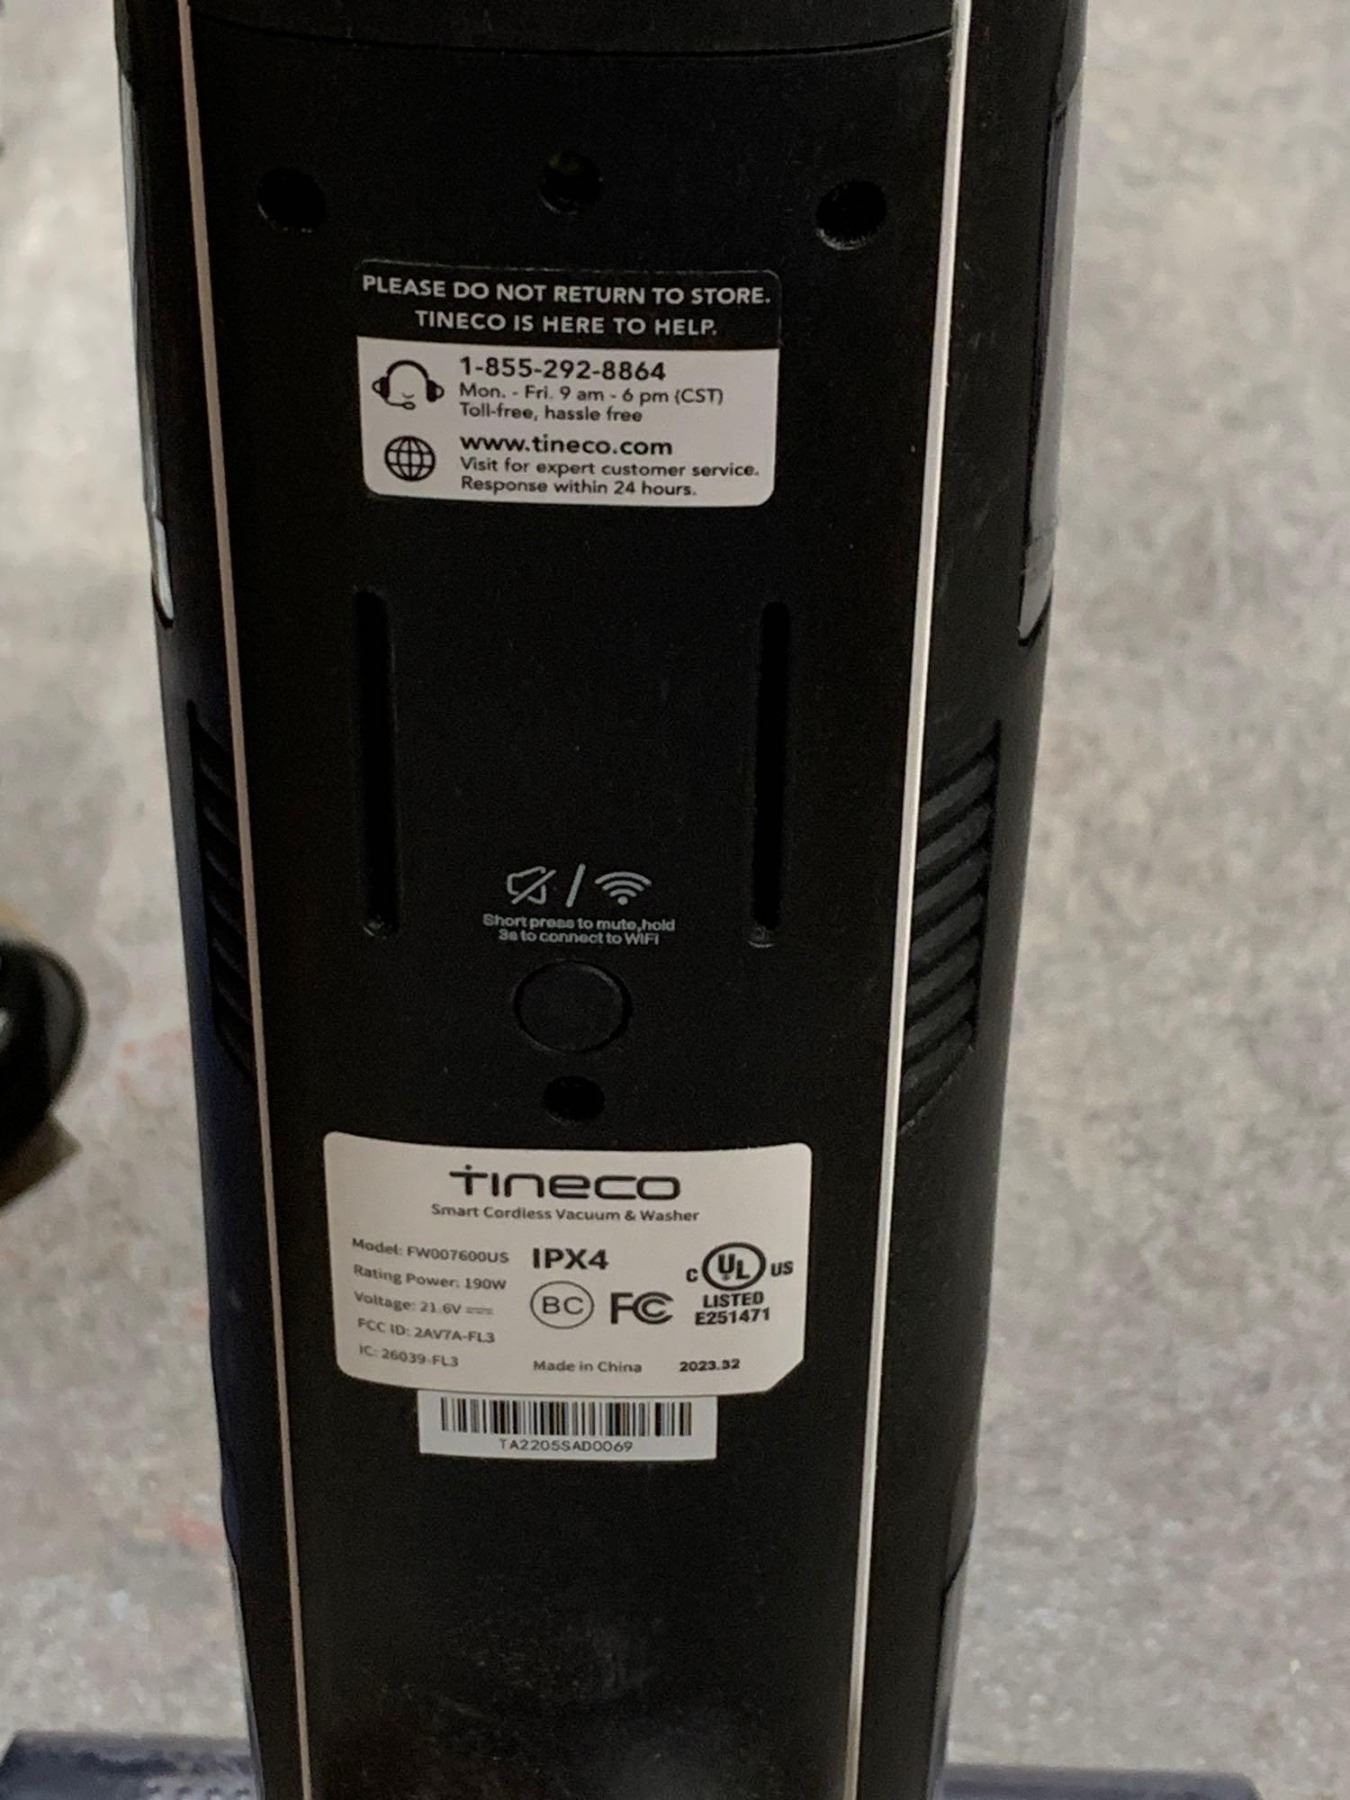 PLEASE DO NOT RETURN TO STORE.
TINECO IS HERE TO HELP.
1-855-292-8864
Mon. - Fri. 9 am - 6 pm (CST)
Toll-free, hassle free
www.tineco.com
Visit for expert customer service.
Response within 24 hours.
Short press to mute,hold
3s to connect to WiFi
Tineco
Smart Cordless Vacuum & Washer
Model: FW007600US
Rating Power: 190W
Voltage: 21.6V
FCC ID: 2AV7A-FL3
IC: 26039-FL3
IPX4
BC FC
C UL US
LISTED
E251471
Made in China 2023.32
TA2205SAD0069